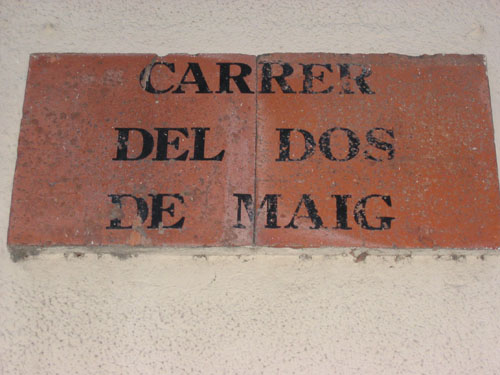 CARRER
DEL DOS
DE MAIG